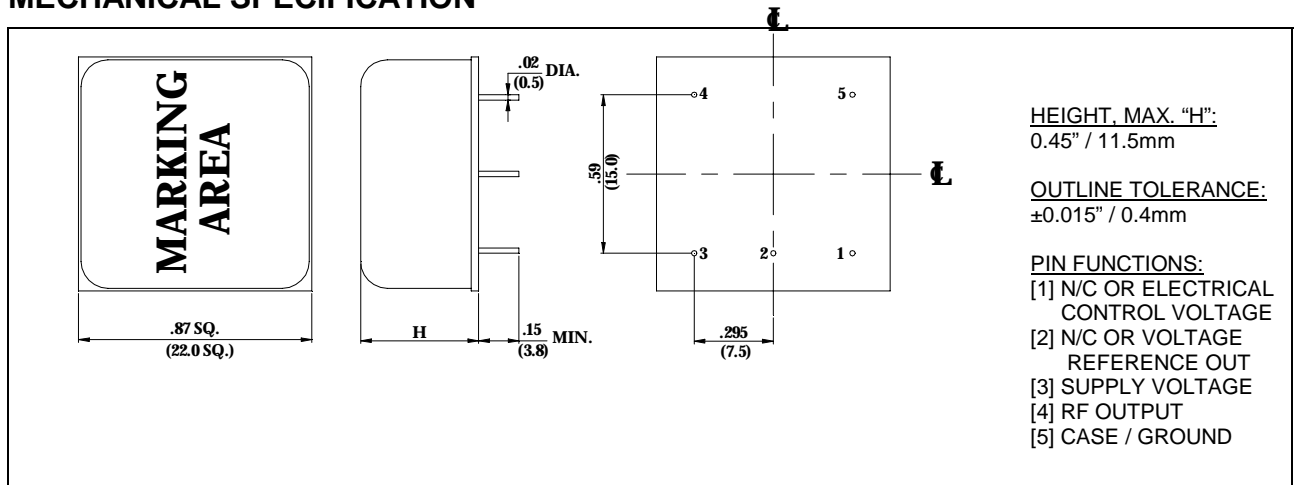 MECHANICAL SPECIFICATION
MARKING
AREA
.87 SQ.
(22.0 SQ.)
H
.02
(0.5)
DIA.
.15
(3.8)
MIN.
℄
4
5
.59
(15.0)
℄
3
2
1
.295
(7.5)
HEIGHT, MAX. “H”:
0.45” / 11.5mm
OUTLINE TOLERANCE:
±0.015” / 0.4mm
PIN FUNCTIONS:
[1] N/C OR ELECTRICAL
CONTROL VOLTAGE
[2] N/C OR VOLTAGE
REFERENCE OUT
[3] SUPPLY VOLTAGE
[4] RF OUTPUT
[5] CASE / GROUND